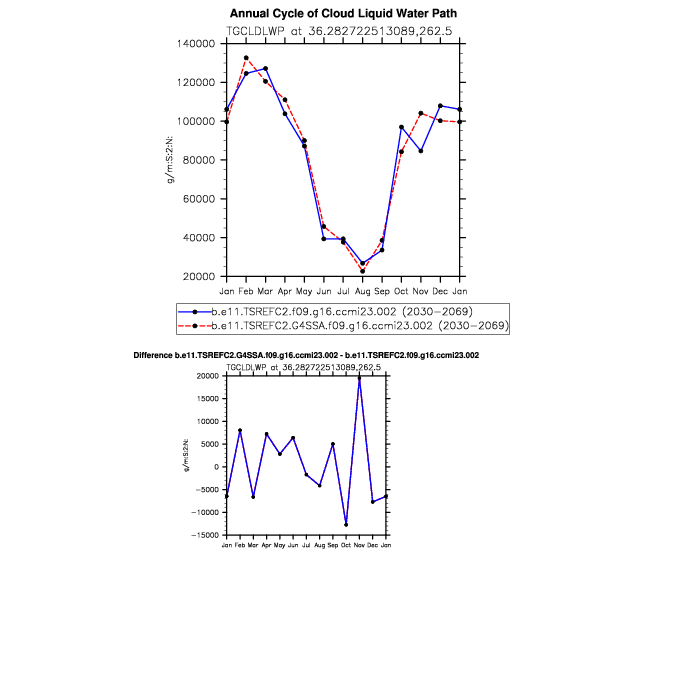 Annual Cycle of Cloud Liquid Water Path
TGCLDLWP at 36.282722513089,262.5
140000
120000
100000
80000
60000
40000
20000
g/m:S:2:N:
Jan Feb Mar Apr May Jun Jul Aug Sep Oct Nov Dec Jan
b.e11.TSREFC2.f09.g16.ccmi23.002 (2030-2069)
b.e11.TSREFC2.G4SSA.f09.g16.ccmi23.002 (2030-2069)
Difference b.e11.TSREFC2.G4SSA.f09.g16.ccmi23.002 - b.e11.TSREFC2.f09.g16.ccmi23.002
TGCLDLWP at 36.282722513089,262.5
20000
15000
10000
5000
0
-5000
-10000
-15000
g/m:S:2:N:
Jan Feb Mar Apr May Jun Jul Aug Sep Oct Nov Dec Jan